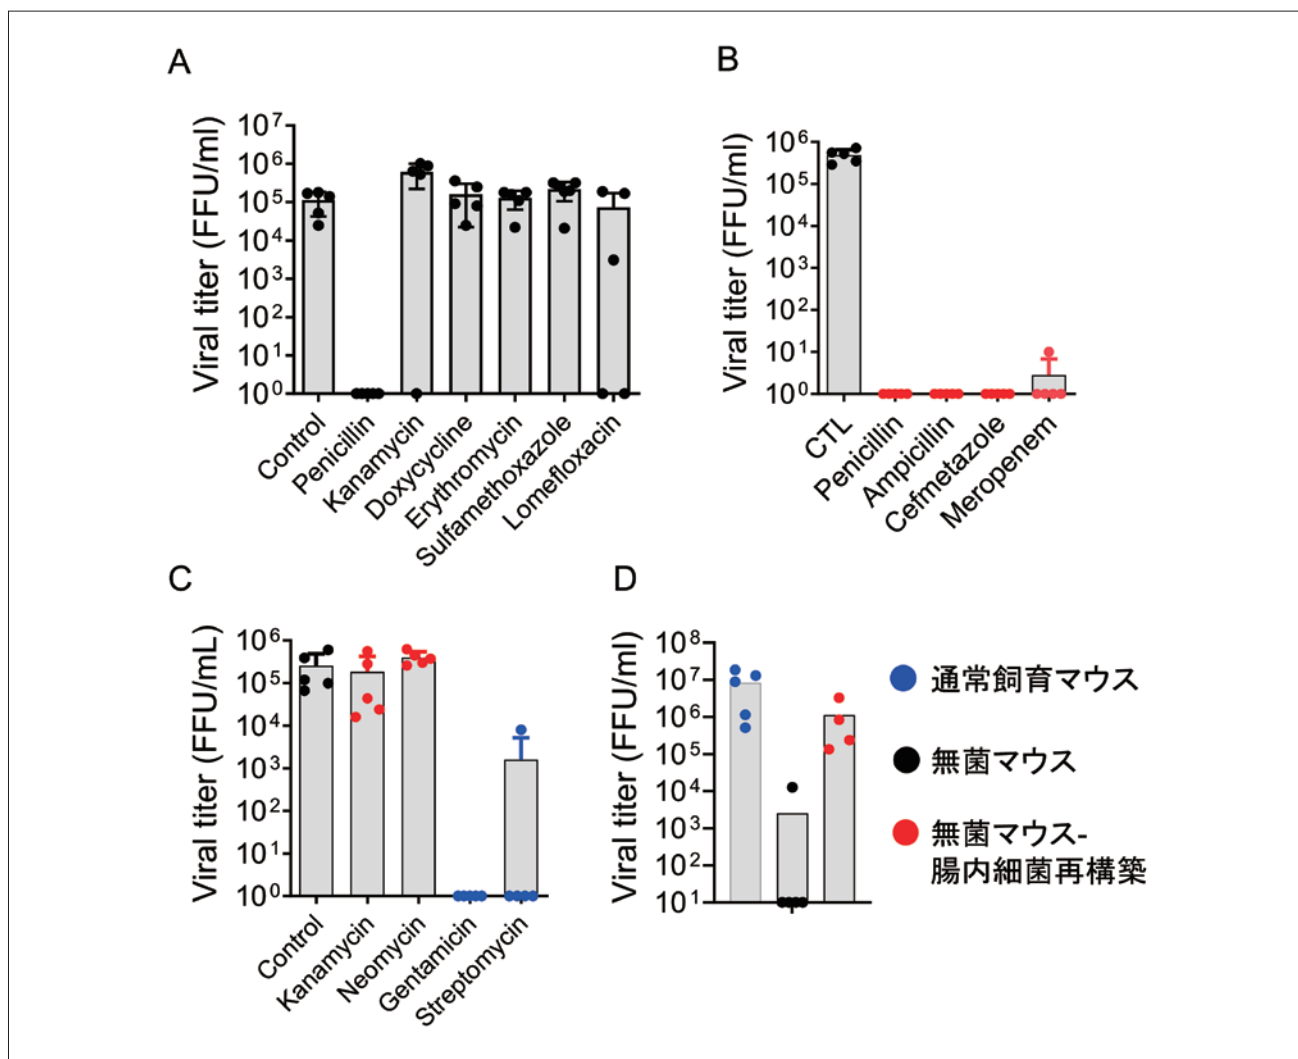 A
Viral titer (FFU/ml)
10⁷
10⁶
10⁵
10⁴
10³
10²
10¹
10⁰
Control
Penicillin
Kanamycin
Doxycycline
Erythromycin
Sulfamethoxazole
Lomefloxacin
B
Viral titer (FFU/ml)
10⁶
10⁵
10⁴
10³
10²
10¹
10⁰
CTL
Penicillin
Ampicillin
Cefmetazole
Meropenem
C
Viral titer (FFU/mL)
10⁶
10⁵
10⁴
10³
10²
10¹
10⁰
Control
Kanamycin
Neomycin
Gentamicin
Streptomycin
D
Viral titer (FFU/ml)
10⁸
10⁷
10⁶
10⁵
10⁴
10³
10²
10¹
通常飼育マウス
無菌マウス
無菌マウス-
腸内細菌再構築